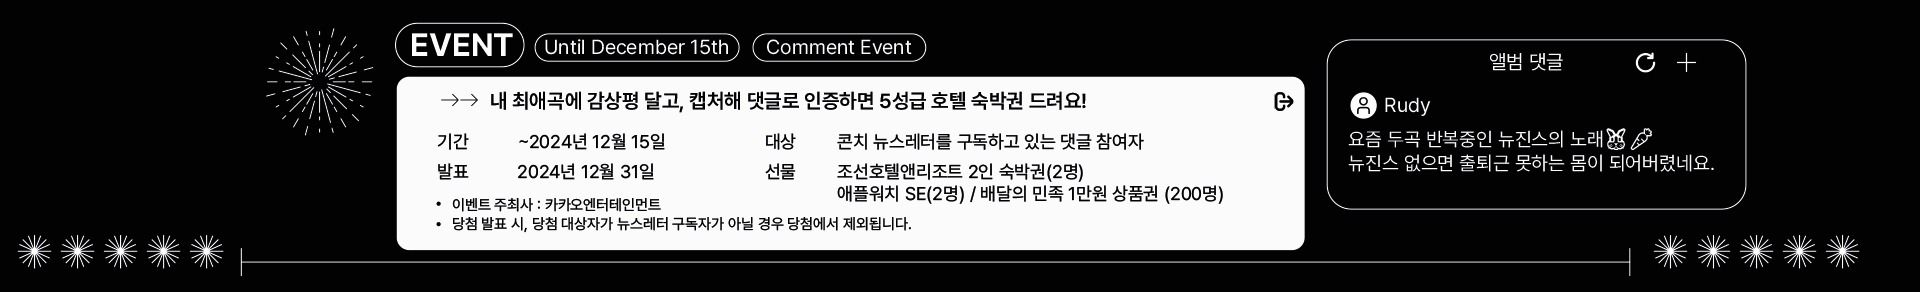 EVENT
Until December 15th
Comment Event
내 최애곡에 감상평 달고, 캡처해 댓글로 인증하면 5성급 호텔 숙박권 드려요!
기간 ~2024년 12월 15일
발표 2024년 12월 31일
대상 콘치 뉴스레터를 구독하고 있는 댓글 참여자
선물 조선호텔앤리조트 2인 숙박권(2명)
애플워치 SE(2명) / 배달의 민족 1만원 상품권 (200명)
• 이벤트 주최사 : 카카오엔터테인먼트
• 당첨 발표 시, 당첨 대상자가 뉴스레터 구독자가 아닐 경우 당첨에서 제외됩니다.
앨범 댓글
Rudy
요즘 두곡 반복중인 뉴진스의 노래🐰🥕
뉴진스 없으면 출퇴근 못하는 몸이 되어버렸네요.